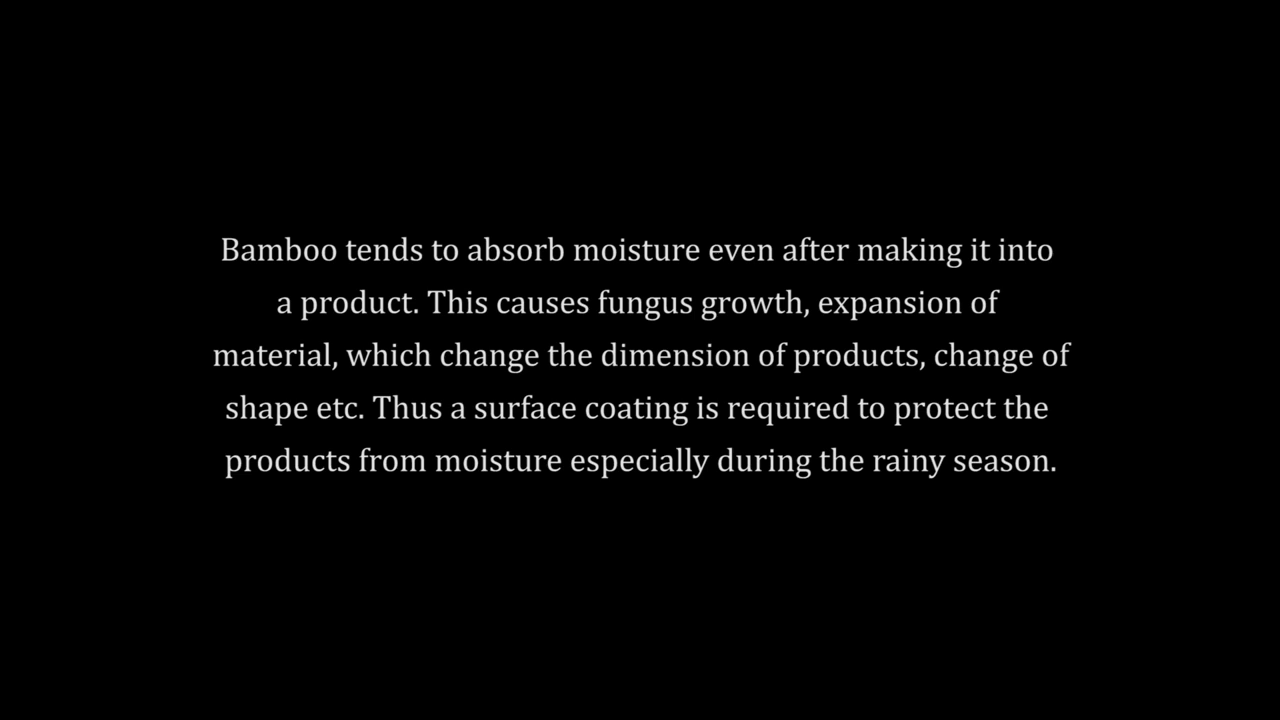 Bamboo tends to absorb moisture even after making it into
a product. This causes fungus growth, expansion of
material, which change the dimension of products, change of
shape etc. Thus a surface coating is required to protect the
products from moisture especially during the rainy season.